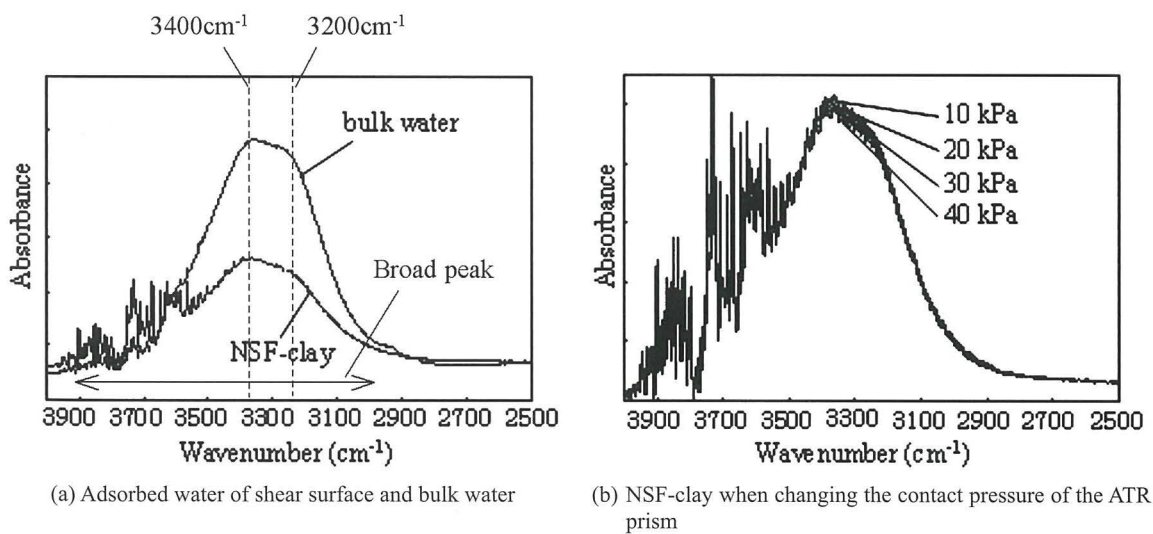 3400cm-1 3200cm-1
bulk water
Absorbance
Broad peak
NSF-clay
3900 3700 3500 3300 3100 2900 2700 2500
Wavenumber (cm-1)
(a) Adsorbed water of shear surface and bulk water
10 kPa
20 kPa
30 kPa
40 kPa
Absorbance
3900 3700 3500 3300 3100 2900 2700 2500
Wavenumber (cm-1)
(b) NSF-clay when changing the contact pressure of the ATR
prism